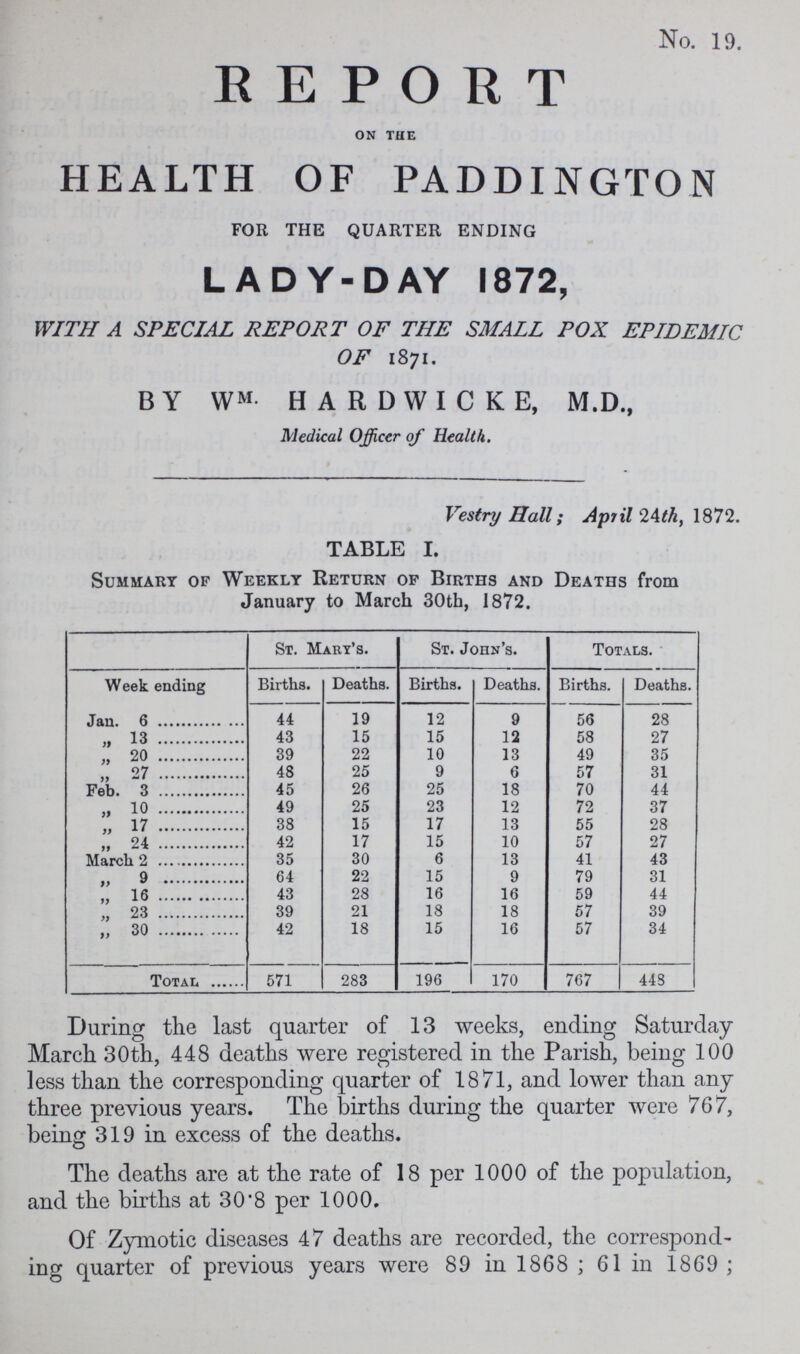 No. 19.
REPORT
ON THE
HEALTH OF PADDINGTON
FOR THE QUARTER ENDING
LADY-DAY 1872,
WITH A SPECIAL REPORT OF THE SMALL POX EPIDEMIC
OF 1871.
BY WM. HARDWICKE, M.D.,
Medical Officer of Health.
Vestry Hall; April 24th, 1872.
TABLE I.
Summary of Weekly Return of Births and Deaths from
January to March 30th, 1872.
St. Mary's. St. John's. Totals.
Week ending Births. Deaths. Births. Deaths. Births. Deaths.
Jan. 6 ............... 44 19 12 9 56 28
„ 13 ............... 43 15 15 12 58 27
„ 20 ............... 39 22 10 13 49 35
„ 27 ............... 48 25 9 6 57 31
Feb. 3 ............... 45 26 25 18 70 44
„ 10 ............... 49 25 23 12 72 37
„ 17 ............... 38 15 17 13 55 28
„ 24 ............... 42 17 15 10 57 27
March 2 ............... 35 30 6 13 41 43
„ 9 ............... 64 22 15 9 79 31
„ 16 ............... 43 28 16 16 59 44
„ 23 ............... 39 21 18 18 57 39
„ 30 ............... 42 18 15 16 57 34
Total ...... 571 283 196 170 767 448
During the last quarter of 13 weeks, ending Saturday
March 30th, 448 deaths were registered in the Parish, being 100
less than the corresponding quarter of 1871, and lower than any
three previous years. The births during the quarter were 767,
being 319 in excess of the deaths.
The deaths are at the rate of 18 per 1000 of the population,
and the births at 30·8 per 1000.
Of Zymotic diseases 47 deaths are recorded, the correspond-
ing quarter of previous years were 89 in 1868 ; 61 in 1869 ;